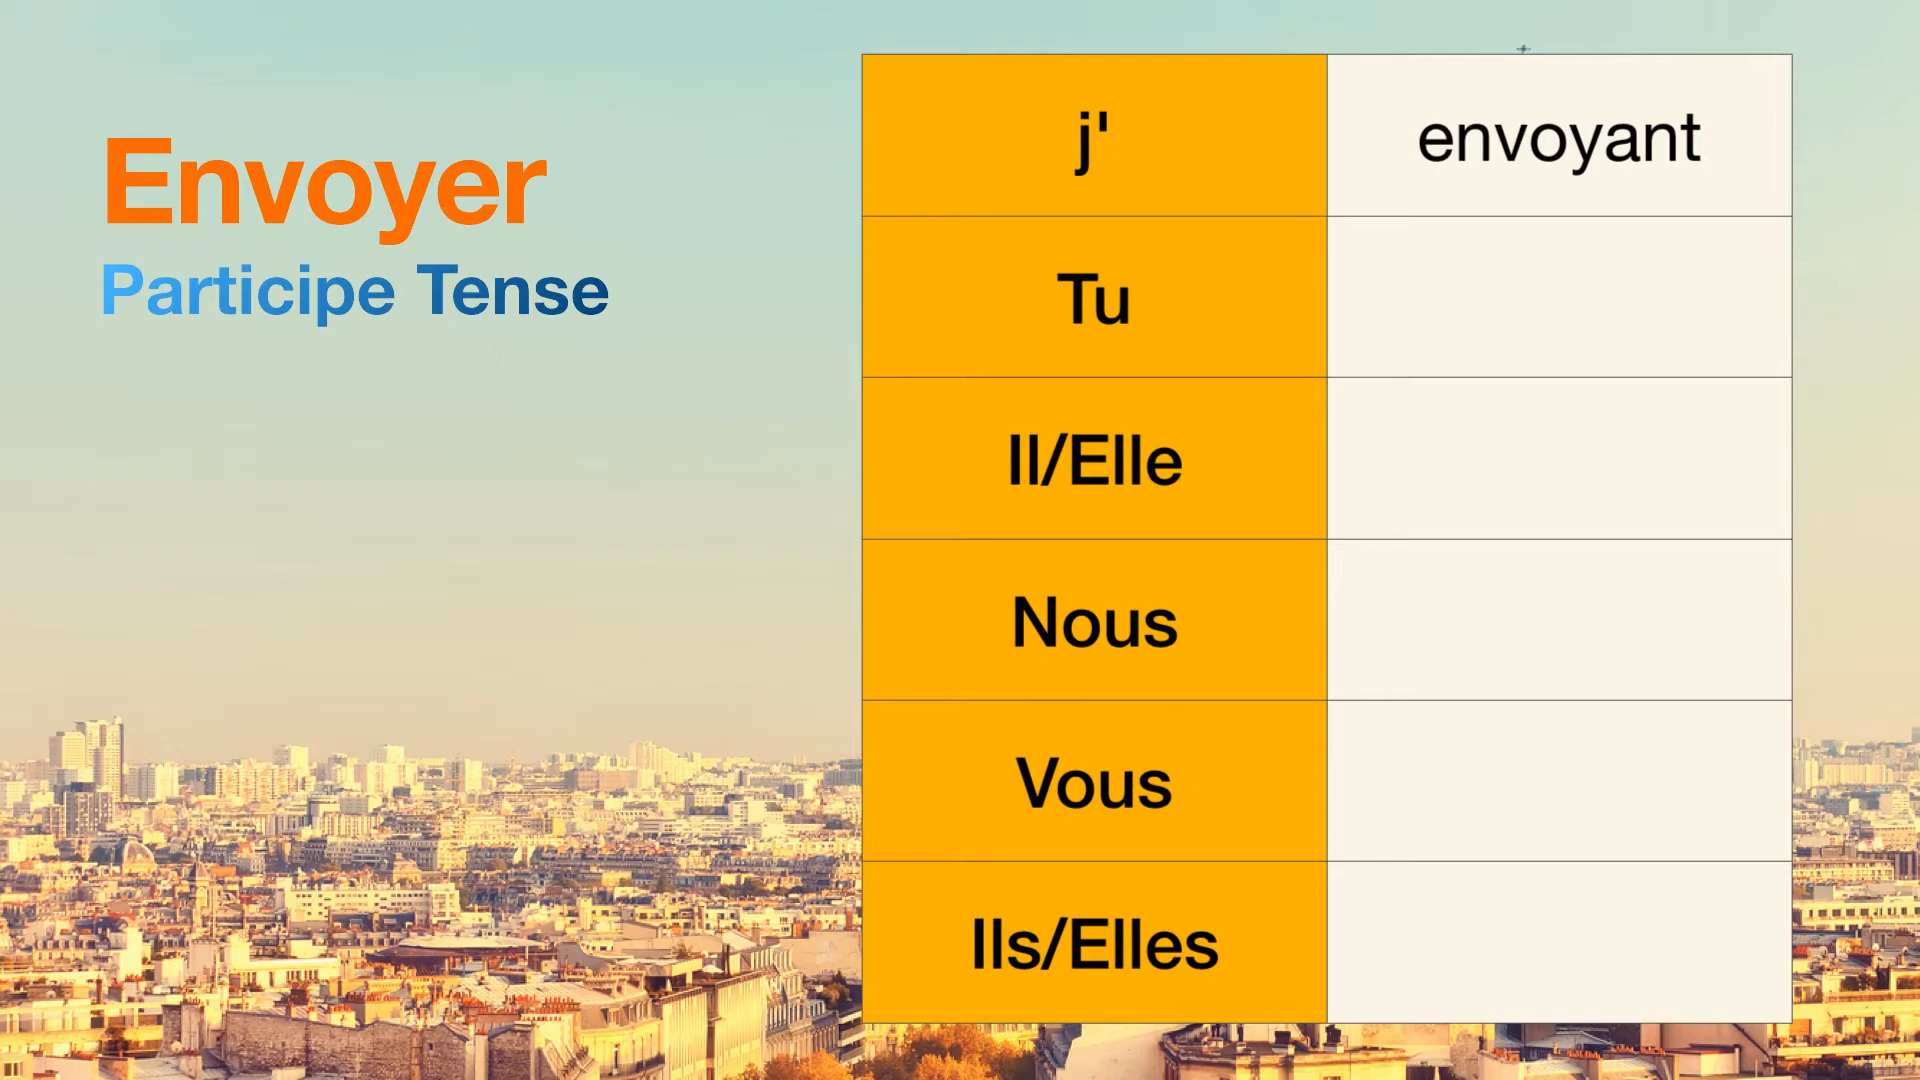 Envoyer
Participe Tense
j' envoyant
Tu
Il/Elle
Nous
Vous
Ils/Elles